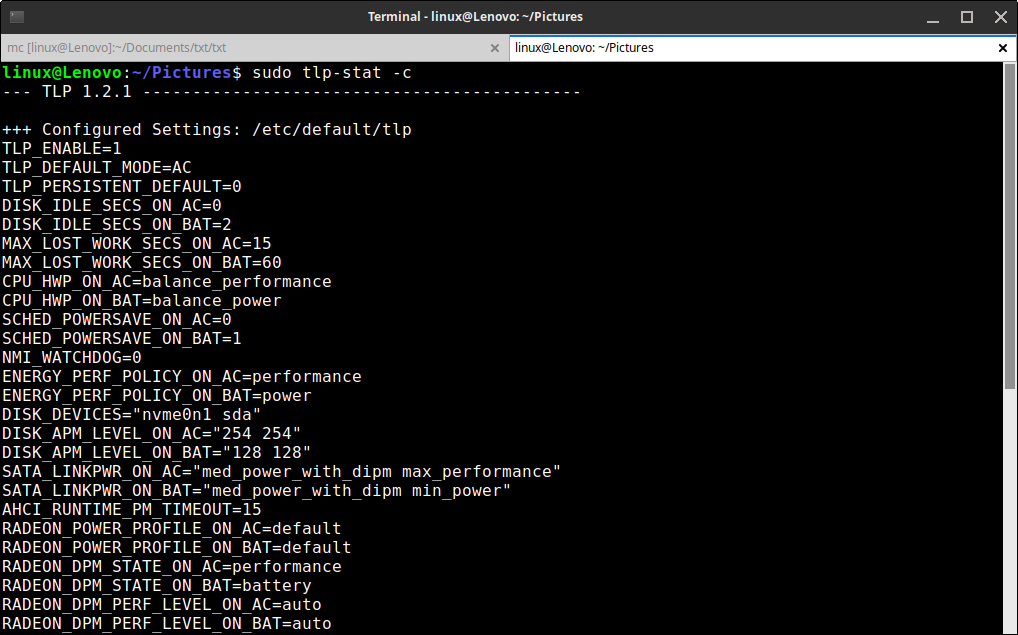 Terminal - linux@Lenovo: ~/Pictures
mc [linux@Lenovo]:~/Documents/txt/txt
linux@Lenovo: ~/Pictures
linux@Lenovo:~/Pictures$ sudo tlp-stat -c
--- TLP 1.2.1 --------------------------------------------
+++ Configured Settings: /etc/default/tlp
TLP_ENABLE=1
TLP_DEFAULT_MODE=AC
TLP_PERSISTENT_DEFAULT=0
DISK_IDLE_SECS_ON_AC=0
DISK_IDLE_SECS_ON_BAT=2
MAX_LOST_WORK_SECS_ON_AC=15
MAX_LOST_WORK_SECS_ON_BAT=60
CPU_HWP_ON_AC=balance_performance
CPU_HWP_ON_BAT=balance_power
SCHED_POWERSAVE_ON_AC=0
SCHED_POWERSAVE_ON_BAT=1
NMI_WATCHDOG=0
ENERGY_PERF_POLICY_ON_AC=performance
ENERGY_PERF_POLICY_ON_BAT=power
DISK_DEVICES="nvme0n1 sda"
DISK_APM_LEVEL_ON_AC="254 254"
DISK_APM_LEVEL_ON_BAT="128 128"
SATA_LINKPWR_ON_AC="med_power_with_dipm max_performance"
SATA_LINKPWR_ON_BAT="med_power_with_dipm min_power"
AHCI_RUNTIME_PM_TIMEOUT=15
RADEON_POWER_PROFILE_ON_AC=default
RADEON_POWER_PROFILE_ON_BAT=default
RADEON_DPM_STATE_ON_AC=performance
RADEON_DPM_STATE_ON_BAT=battery
RADEON_DPM_PERF_LEVEL_ON_AC=auto
RADEON_DPM_PERF_LEVEL_ON_BAT=auto